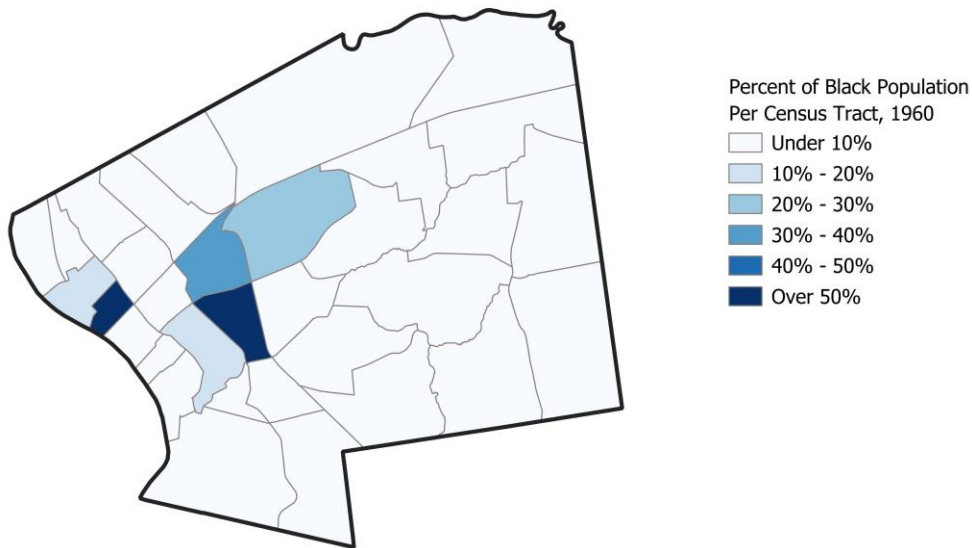 Percent of Black Population
Per Census Tract, 1960
Under 10%
10% - 20%
20% - 30%
30% - 40%
40% - 50%
Over 50%